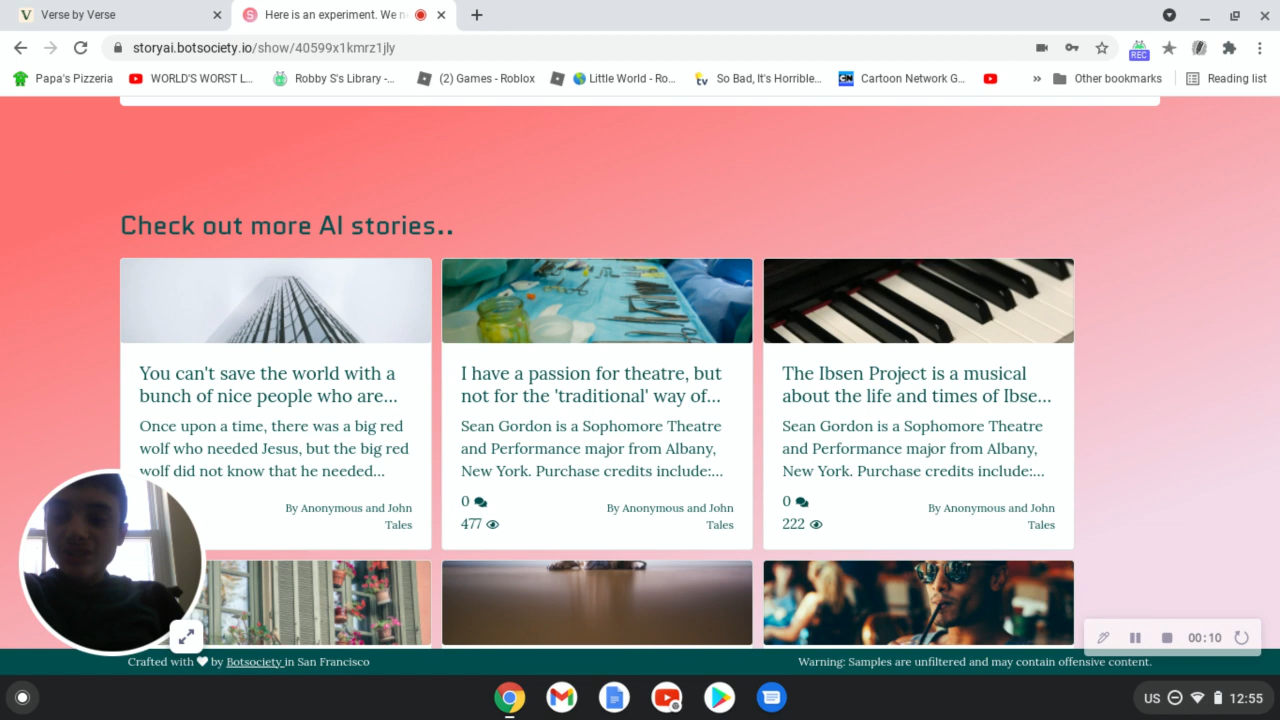 Verse by Verse
Here is an experiment. We n
storyai.botsociety.io/show/40599x1kmrz1jly
REC
Papa's Pizzeria
WORLD'S WORST L...
Robby S's Library -...
(2) Games - Roblox
Little World - Ro...
tv
So Bad, It's Horrible...
CN
Cartoon Network G...
»
Other bookmarks
Reading list
Check out more AI stories..
You can't save the world with a
bunch of nice people who are...
Once upon a time, there was a big red
wolf who needed Jesus, but the big red
wolf did not know that he needed...
By Anonymous and John
Tales
I have a passion for theatre, but
not for the 'traditional' way of...
Sean Gordon is a Sophomore Theatre
and Performance major from Albany,
New York. Purchase credits include:...
0
477
By Anonymous and John
Tales
The Ibsen Project is a musical
about the life and times of Ibse...
Sean Gordon is a Sophomore Theatre
and Performance major from Albany,
New York. Purchase credits include:...
0
222
By Anonymous and John
Tales
00:10
Crafted with by Botsociety in San Francisco
Warning: Samples are unfiltered and may contain offensive content.
US
12:55